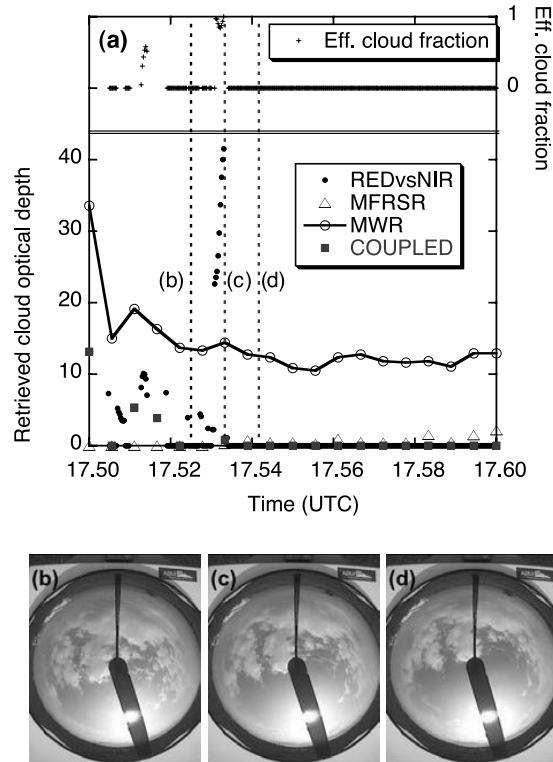 (a)
1
+ Eff. cloud fraction
0
Eff. cloud fraction
40
30
20
10
0
Retrieved cloud optical depth
REDvsNIR
MFRSR
MWR
COUPLED
(b)
(c)
(d)
17.50 17.52 17.54 17.56 17.58 17.60
Time (UTC)
(b)
(c)
(d)